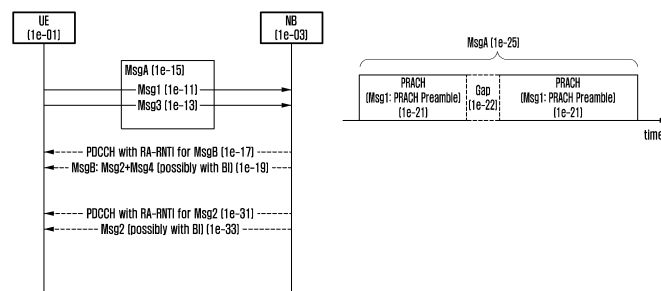 UE
(1e-01)
NB
(1e-03)
MsgA (1e-15)
Msg1 (1e-11)
Msg3 (1e-13)
PDCCH with RA-RNTI for MsgB (1e-17)
MsgB: Msg2+Msg4 (possibly with BI) (1e-19)
PDCCH with RA-RNTI for Msg2 (1e-31)
Msg2 (possibly with BI) (1e-33)
MsgA (1e-25)
PRACH
(Msg1: PRACH Preamble)
(1e-21)
Gap
(1e-22)
PRACH
(Msg1: PRACH Preamble)
(1e-21)
time